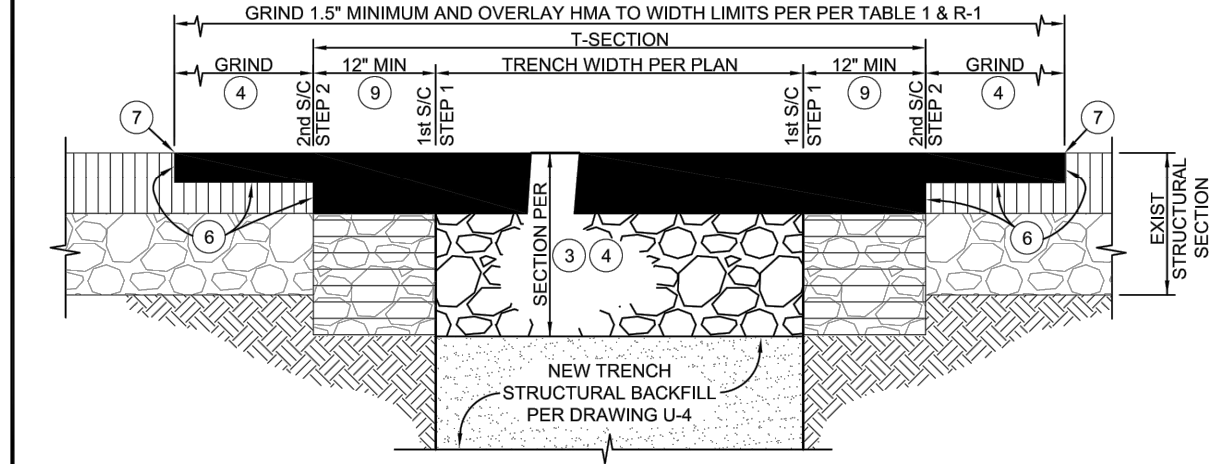 GRIND 1.5" MINIMUM AND OVERLAY HMA TO WIDTH LIMITS PER PER TABLE 1 & R-1
T-SECTION
GRIND
12" MIN
TRENCH WIDTH PER PLAN
12" MIN
GRIND
4
9
9
4
2nd S/C
STEP 2
1st S/C
STEP 1
1st S/C
STEP 1
2nd S/C
STEP 2
7
7
6
SECTION PER
3
4
6
EXIST
STRUCTURAL
SECTION
NEW TRENCH
STRUCTURAL BACKFILL
PER DRAWING U-4